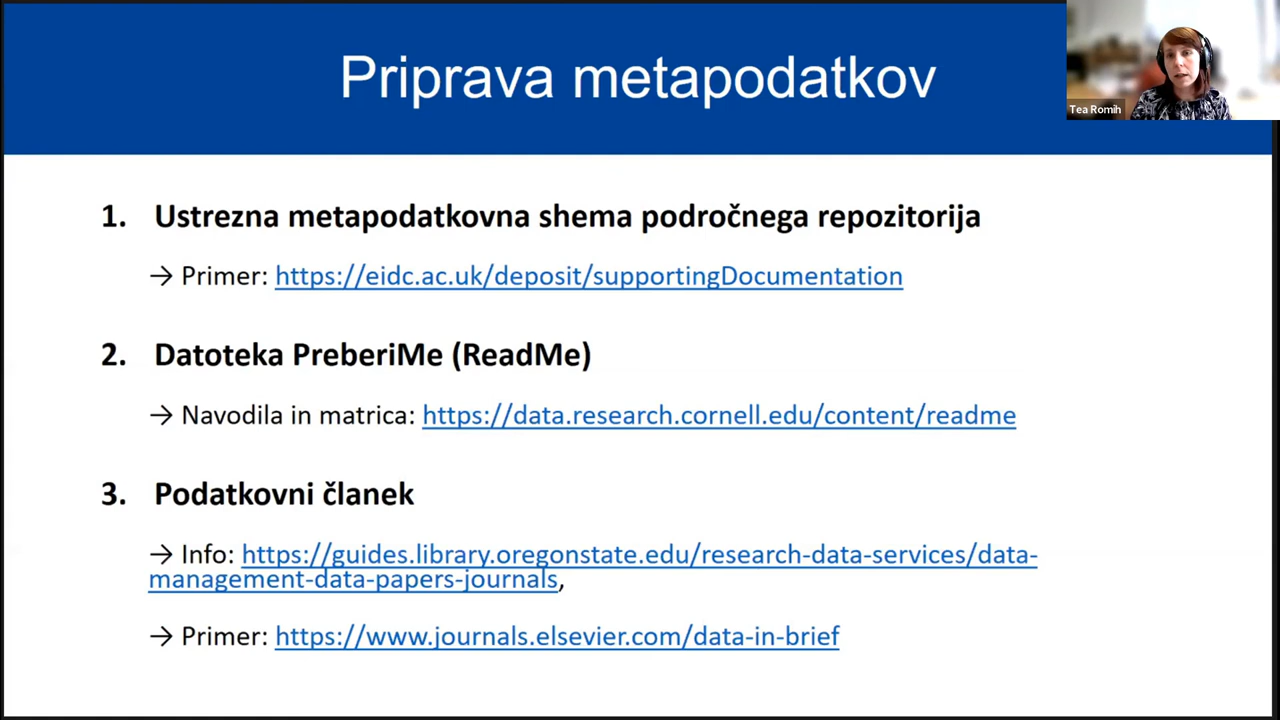 Priprava metapodatkov
Tea Romih
1. Ustrezna metapodatkovna shema področnega repozitorija
→ Primer: https://eidc.ac.uk/deposit/supportingDocumentation
2. Datoteka PreberiMe (ReadMe)
→ Navodila in matrica: https://data.research.cornell.edu/content/readme
3. Podatkovni članek
→ Info: https://guides.library.oregonstate.edu/research-data-services/data-
management-data-papers-journals,
→ Primer: https://www.journals.elsevier.com/data-in-brief